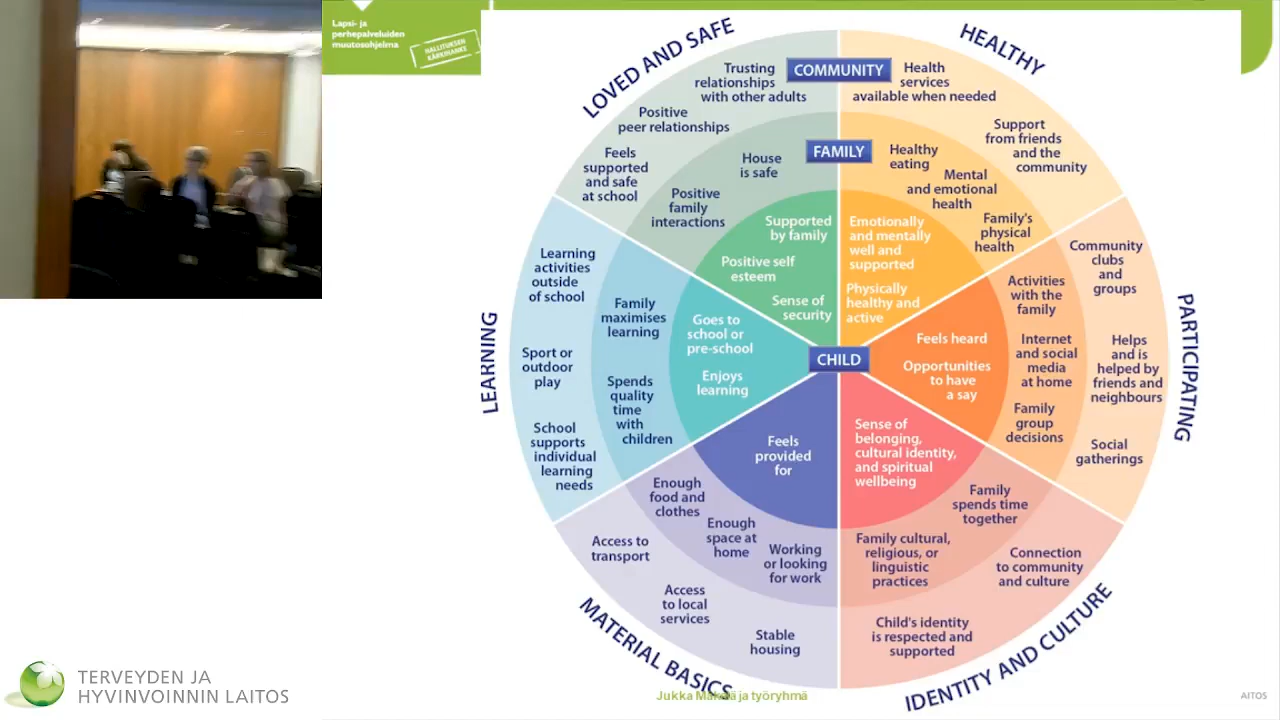 Lapsi- ja
perhepalveluiden
muutosohjelma
HALLITUKSEN
KÄRKIHANKE
LOVED AND SAFE
HEALTHY
PARTICIPATING
IDENTITY AND CULTURE
MATERIAL BASICS
LEARNING
COMMUNITY
FAMILY
CHILD
Trusting
relationships
with other adults
Positive
peer relationships
Feels
supported
and safe
at school
House
is safe
Positive
family
interactions
Supported
by family
Positive self
esteem
Sense of
security
Health
services
available when needed
Support
from friends
and the
community
Healthy
eating
Mental
and emotional
health
Family's
physical
health
Emotionally
and mentally
well and
supported
Physically
healthy and
active
Community
clubs
and
groups
Helps
and is
helped by
friends and
neighbours
Social
gatherings
Activities
with the
family
Internet
and social
media
at home
Family
group
decisions
Feels heard
Opportunities
to have
a say
Sense of
belonging,
cultural identity,
and spiritual
wellbeing
Family
spends time
together
Family cultural,
religious, or
linguistic
practices
Connection
to community
and culture
Child's identity
is respected and
supported
Feels
provided
for
Enough
food and
clothes
Enough
space at
home
Working
or looking
for work
Access to
transport
Access
to local
services
Stable
housing
Goes to
school or
pre-school
Enjoys
learning
Family
maximises
learning
Spends
quality
time
with
children
Learning
activities
outside
of school
Sport or
outdoor
play
School
supports
individual
learning
needs
Jukka Mäkelä ja työryhmä
AITOS
TERVEYDEN JA
HYVINVOINNIN LAITOS